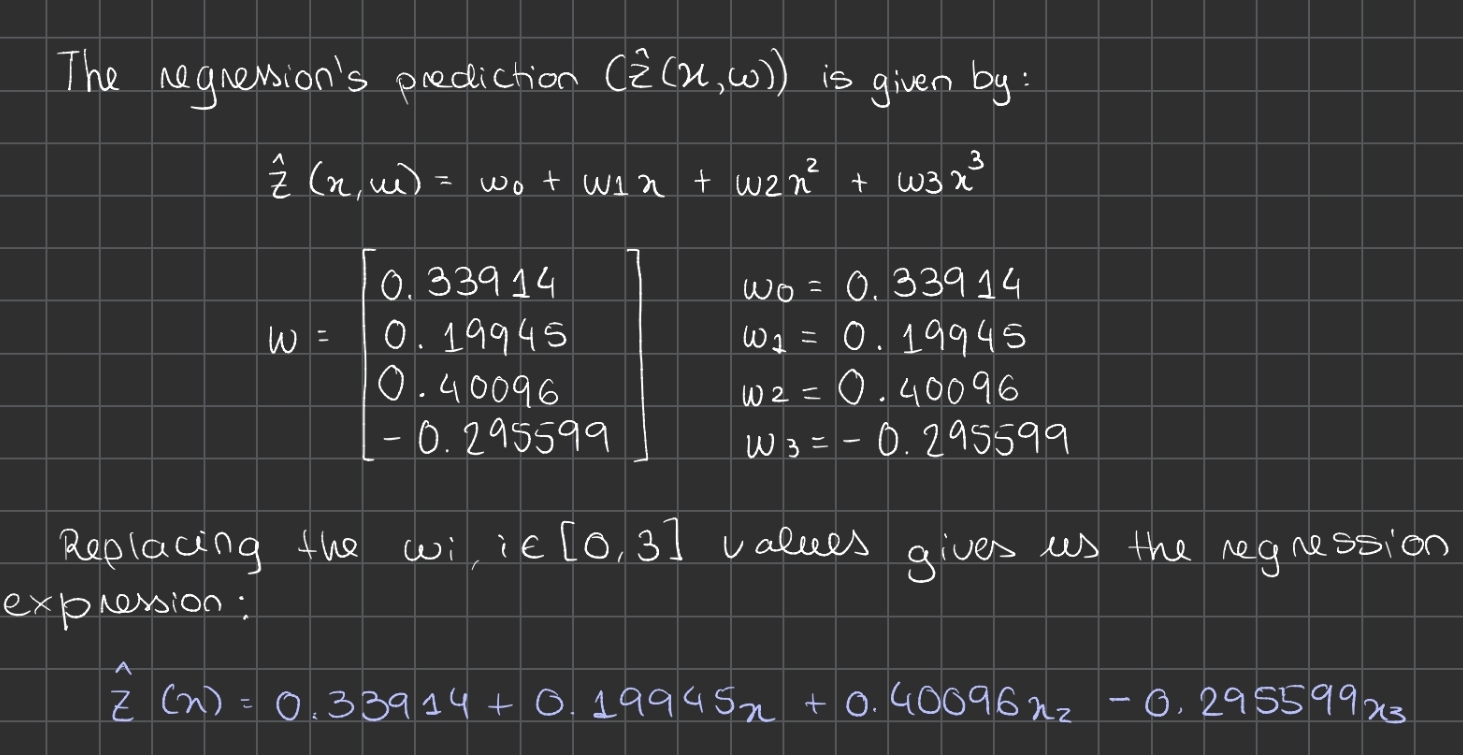 The regression's prediction (ẑ(x,w)) is given by:
ẑ (x,w) = w0 + w1x + w2x² + w3x³
w = [0.33914 0.19945 0.40096 -0.295599]
w0 = 0.33914
w1 = 0.19945
w2 = 0.40096
w3 = -0.295599
Replacing the wi, i∈[0,3] values gives us the regression
expression:
ẑ (x) = 0.33914 + 0.19945x + 0.40096x₂ - 0.295599x₃